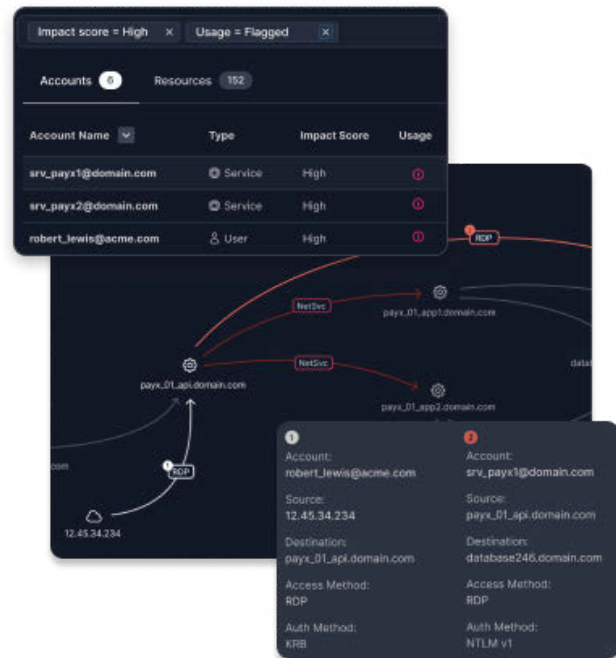 Impact score = High × Usage = Flagged ×
Accounts 6 Resources 152
Account Name Type Impact Score Usage
srv_payx1@domain.com Service High
srv_payx2@domain.com Service High
robert_lewis@acme.com User High
2 RDP
NetSvc
payx_01_app1.domain.com
NetSvc
payx_01_api.domain.com
datab
payx_01_app2.domain.com
com
1 RDP
12.45.34.234
1
Account:
robert_lewis@acme.com
Source:
12.45.34.234
Destination:
payx_01_api.domain.com
Access Method:
RDP
Auth Method:
KRB
2
Account:
srv_payx1@domain.com
Source:
payx_01_api.domain.com
Destination:
database246.domain.com
Access Method:
RDP
Auth Method:
NTLM v1